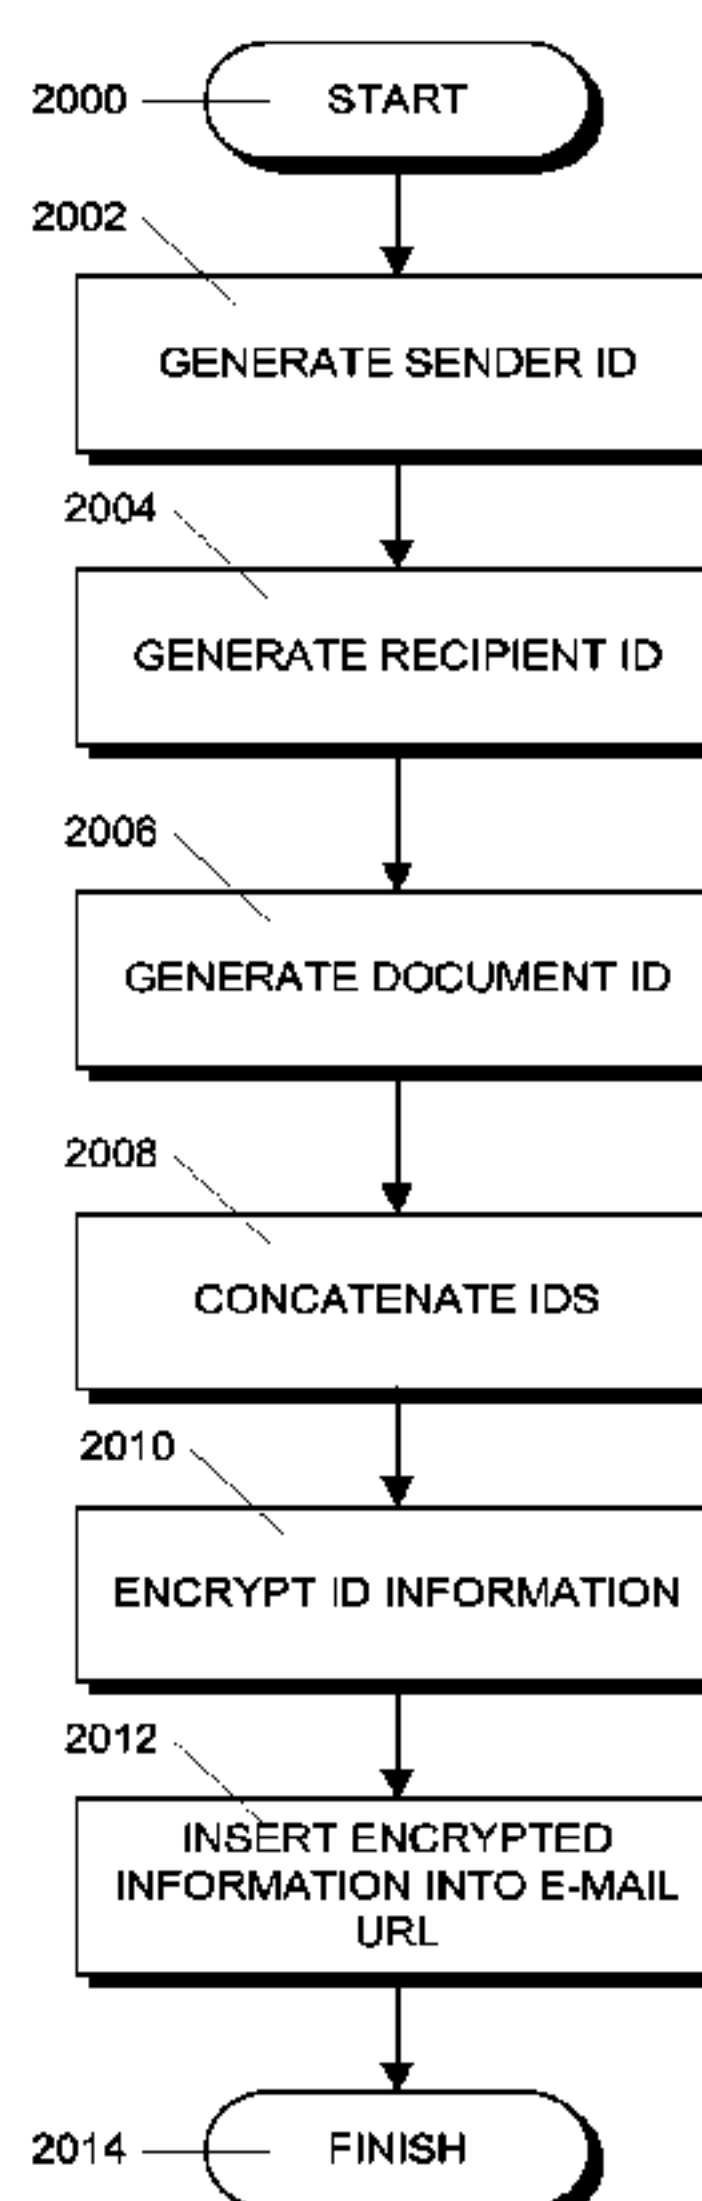 2000
START
2002
GENERATE SENDER ID
2004
GENERATE RECIPIENT ID
2006
GENERATE DOCUMENT ID
2008
CONCATENATE IDS
2010
ENCRYPT ID INFORMATION
2012
INSERT ENCRYPTED
INFORMATION INTO E-MAIL
URL
2014
FINISH